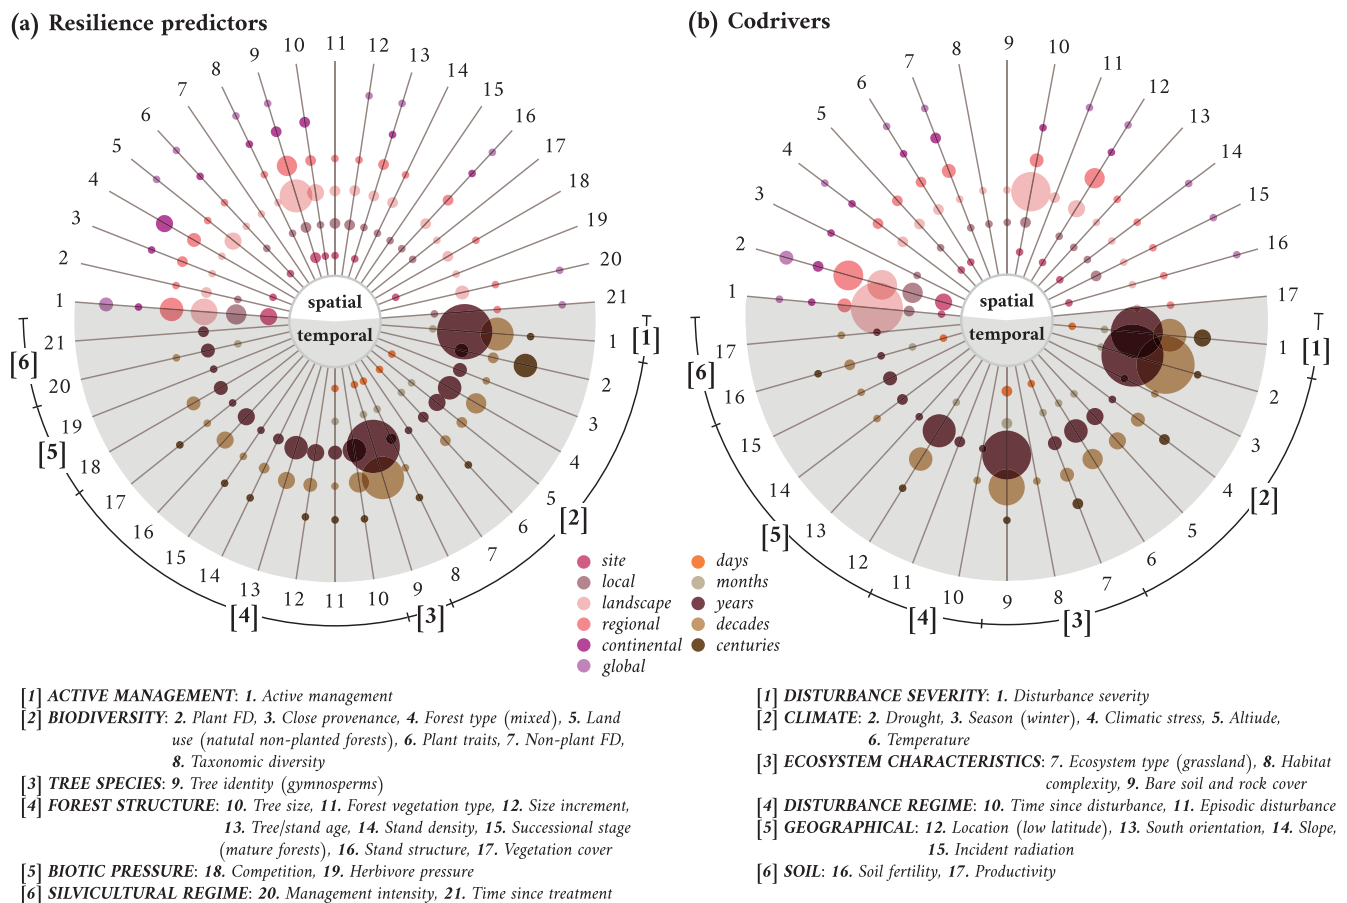 (a) Resilience predictors
1
2
3
4
5
6
7
8
9
10
11
12
13
14
15
16
17
18
19
20
21
spatial
temporal
1
2
3
4
5
6
7
8
9
10
11
12
13
14
15
16
17
18
19
20
21
[1]
[2]
[3]
[4]
[5]
[6]
(b) Codrivers
1
2
3
4
5
6
7
8
9
10
11
12
13
14
15
16
17
spatial
temporal
1
2
3
4
5
6
7
8
9
10
11
12
13
14
15
16
17
[1]
[2]
[3]
[4]
[5]
[6]
site
local
landscape
regional
continental
global
days
months
years
decades
centuries
[1] ACTIVE MANAGEMENT: 1. Active management
[2] BIODIVERSITY: 2. Plant FD, 3. Close provenance, 4. Forest type (mixed), 5. Land
use (natutal non-planted forests), 6. Plant traits, 7. Non-plant FD,
8. Taxonomic diversity
[3] TREE SPECIES: 9. Tree identity (gymnosperms)
[4] FOREST STRUCTURE: 10. Tree size, 11. Forest vegetation type, 12. Size increment,
13. Tree/stand age, 14. Stand density, 15. Successional stage
(mature forests), 16. Stand structure, 17. Vegetation cover
[5] BIOTIC PRESSURE: 18. Competition, 19. Herbivore pressure
[6] SILVICULTURAL REGIME: 20. Management intensity, 21. Time since treatment
[1] DISTURBANCE SEVERITY: 1. Disturbance severity
[2] CLIMATE: 2. Drought, 3. Season (winter), 4. Climatic stress, 5. Altiude,
6. Temperature
[3] ECOSYSTEM CHARACTERISTICS: 7. Ecosystem type (grassland), 8. Habitat
complexity, 9. Bare soil and rock cover
[4] DISTURBANCE REGIME: 10. Time since disturbance, 11. Episodic disturbance
[5] GEOGRAPHICAL: 12. Location (low latitude), 13. South orientation, 14. Slope,
15. Incident radiation
[6] SOIL: 16. Soil fertility, 17. Productivity